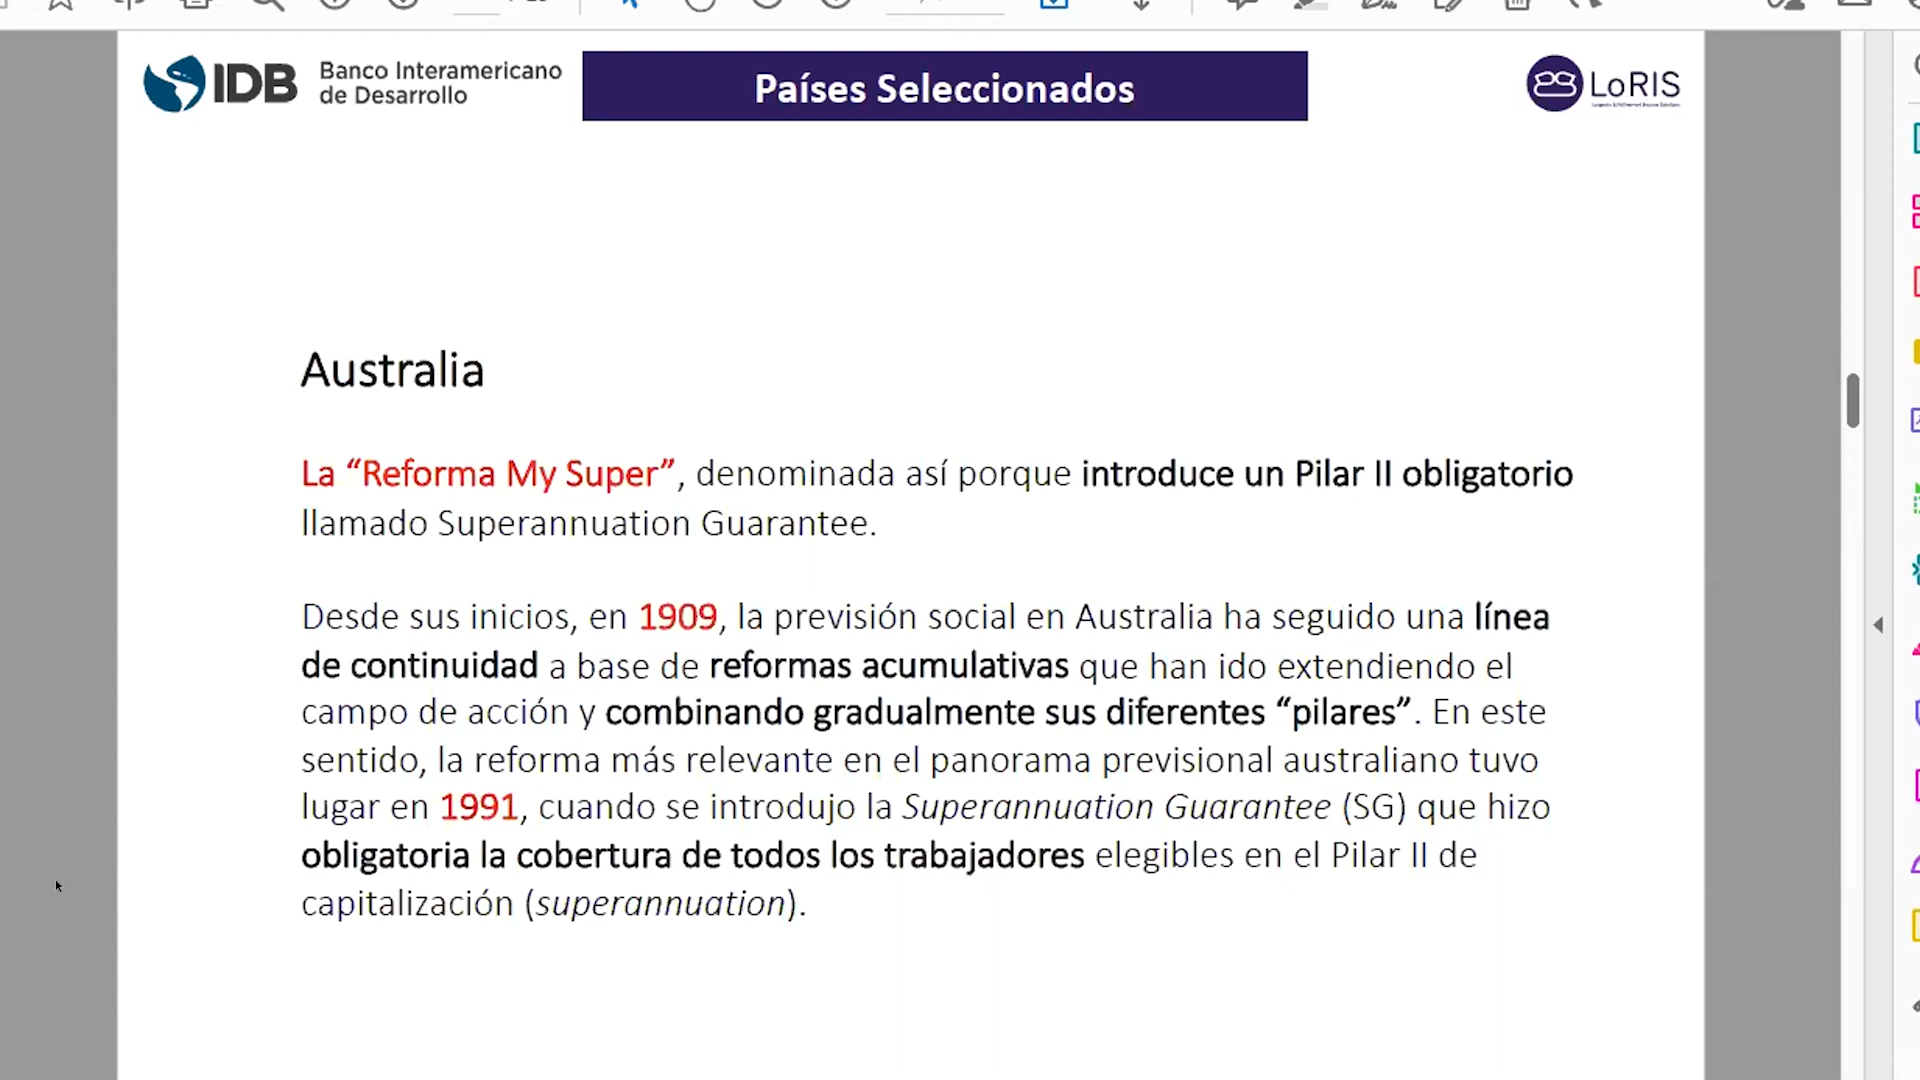 IDB
Banco Interamericano
de Desarrollo
Países Seleccionados
LoRIS
Australia
La “Reforma My Super”, denominada así porque introduce un Pilar II obligatorio
llamado Superannuation Guarantee.
Desde sus inicios, en 1909, la previsión social en Australia ha seguido una línea
de continuidad a base de reformas acumulativas que han ido extendiendo el
campo de acción y combinando gradualmente sus diferentes “pilares”. En este
sentido, la reforma más relevante en el panorama previsional australiano tuvo
lugar en 1991, cuando se introdujo la Superannuation Guarantee (SG) que hizo
obligatoria la cobertura de todos los trabajadores elegibles en el Pilar II de
capitalización (superannuation).